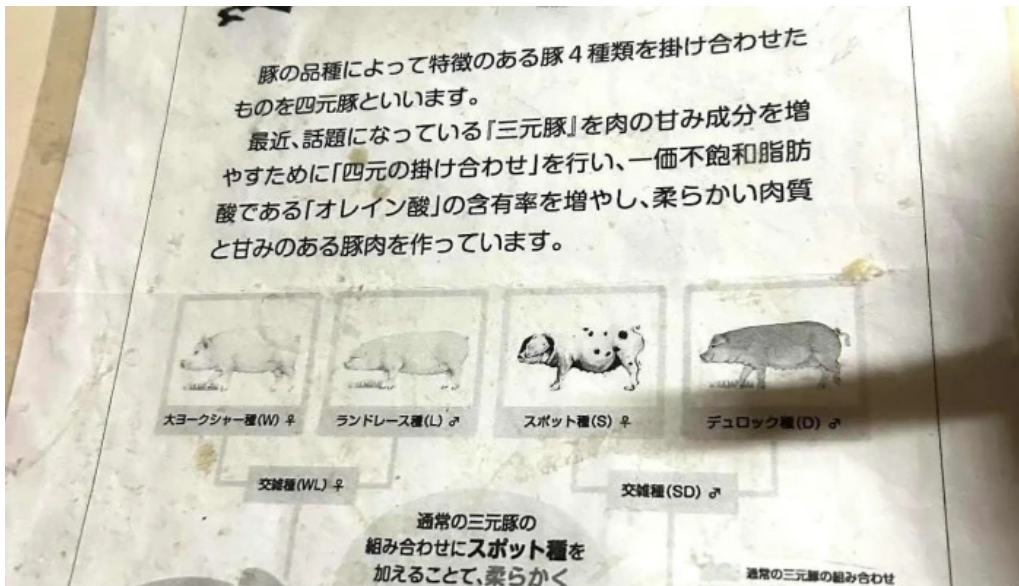 豚の品種によって特徴のある豚4種類を掛け合わせた
ものを四元豚といいます。
最近、話題になっている『三元豚』を肉の甘み成分を増
やすために「四元の掛け合わせ」を行い、一価不飽和脂肪
酸である「オレイン酸」の含有率を増やし、柔らかい肉質
と甘みのある豚肉を作っています。
大ヨークシャー種(W) ♀
ランドレース種(L) ♂
スポット種(S) ♀
デュロック種(D) ♂
交雑種(WL) ♀
交雑種(SD) ♂
通常の三元豚の
組み合わせにスポット種を
加えることで、柔らかく
通常の三元豚の組み合わせ